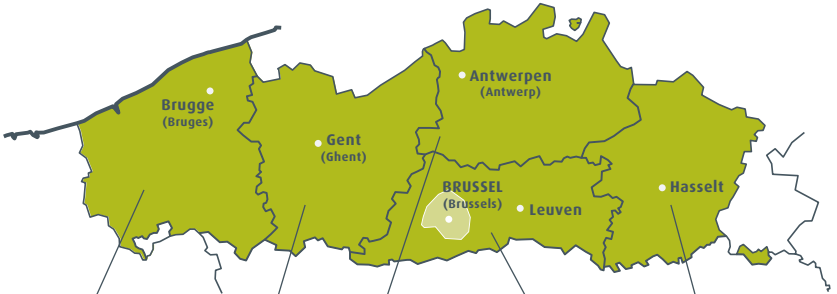 Brugge
(Bruges)
Gent
(Ghent)
Antwerpen
(Antwerp)
BRUSSEL
(Brussels)
Leuven
Hasselt